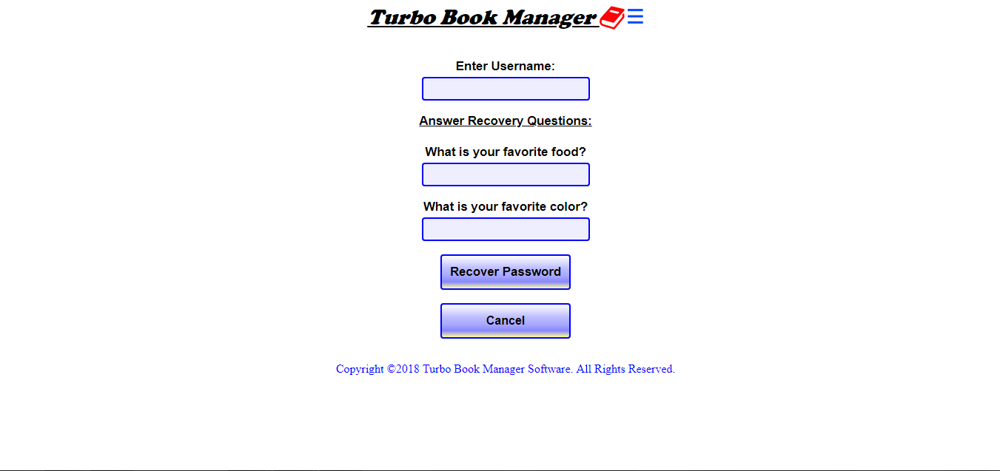 Turbo Book Manager
Enter Username:
Answer Recovery Questions:
What is your favorite food?
What is your favorite color?
Recover Password
Cancel
Copyright ©2018 Turbo Book Manager Software. All Rights Reserved.